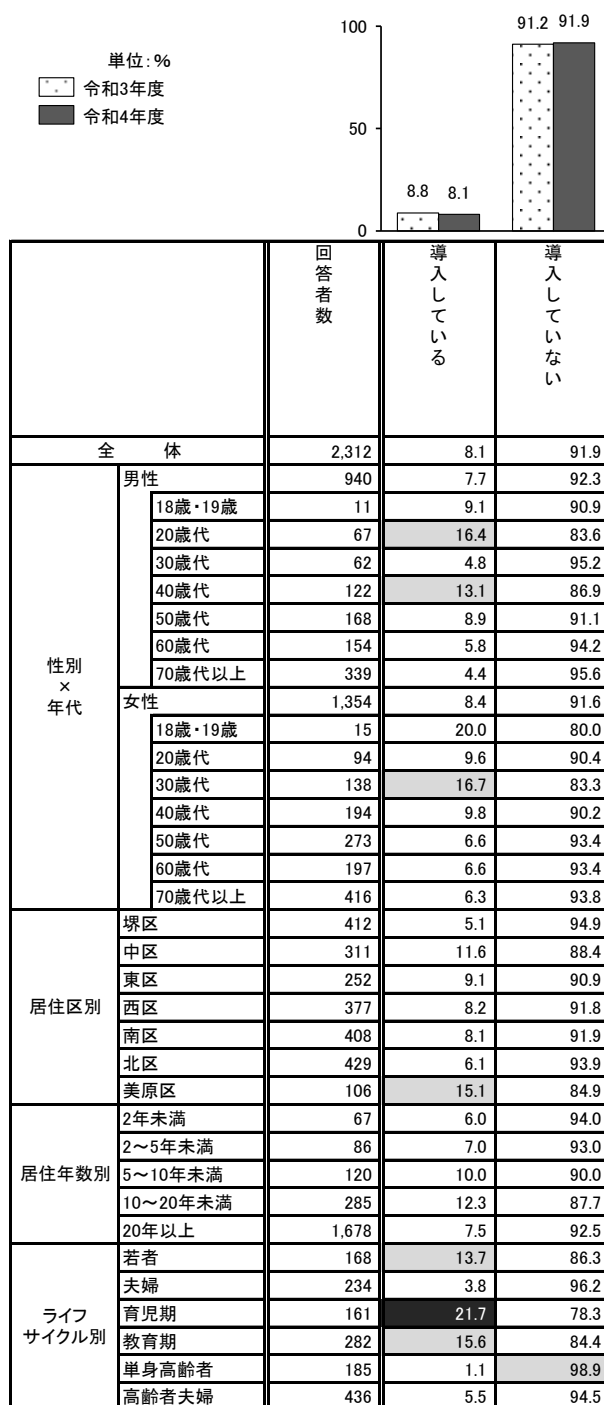 単位:%
令和3年度
令和4年度
100
50
0
8.8 8.1
91.2 91.9
回答者数 導入している 導入していない
全 体 2,312 8.1 91.9
性別×年代
男性 940 7.7 92.3
18歳・19歳 11 9.1 90.9
20歳代 67 16.4 83.6
30歳代 62 4.8 95.2
40歳代 122 13.1 86.9
50歳代 168 8.9 91.1
60歳代 154 5.8 94.2
70歳代以上 339 4.4 95.6
女性 1,354 8.4 91.6
18歳・19歳 15 20.0 80.0
20歳代 94 9.6 90.4
30歳代 138 16.7 83.3
40歳代 194 9.8 90.2
50歳代 273 6.6 93.4
60歳代 197 6.6 93.4
70歳代以上 416 6.3 93.8
居住区別
堺区 412 5.1 94.9
中区 311 11.6 88.4
東区 252 9.1 90.9
西区 377 8.2 91.8
南区 408 8.1 91.9
北区 429 6.1 93.9
美原区 106 15.1 84.9
居住年数別
2年未満 67 6.0 94.0
2～5年未満 86 7.0 93.0
5～10年未満 120 10.0 90.0
10～20年未満 285 12.3 87.7
20年以上 1,678 7.5 92.5
ライフサイクル別
若者 168 13.7 86.3
夫婦 234 3.8 96.2
育児期 161 21.7 78.3
教育期 282 15.6 84.4
単身高齢者 185 1.1 98.9
高齢者夫婦 436 5.5 94.5